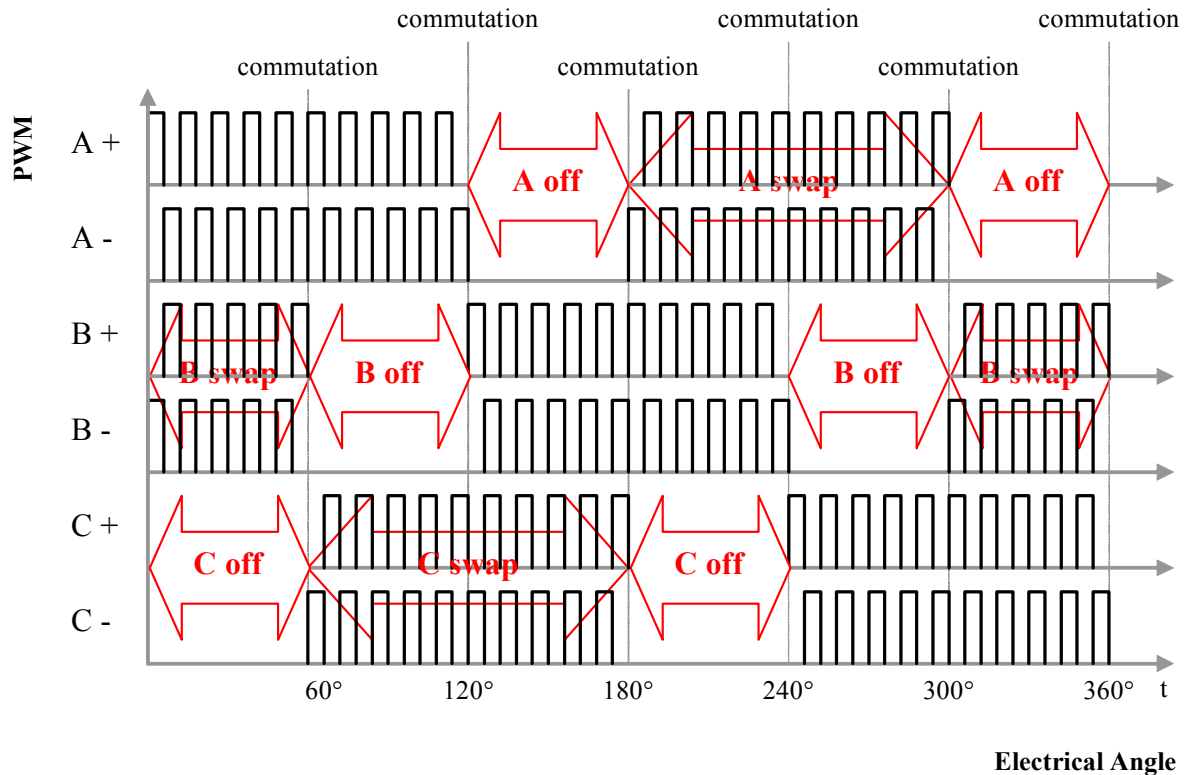 commutation commutation commutation
commutation commutation commutation
PWM
A +
A off A swap A off
A -
B +
B swap B off B off B swap
B -
C +
C off C swap C off
C -
60° 120° 180° 240° 300° 360° t
Electrical Angle